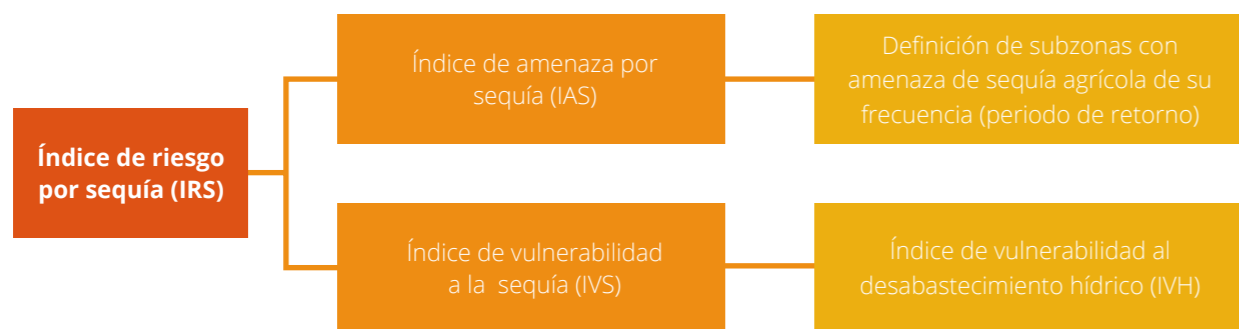 Índice de riesgo
por sequía (IRS)
Índice de amenaza por
sequía (IAS)
Definición de subzonas con
amenaza de sequía agrícola de su
frecuencia (periodo de retorno)
Índice de vulnerabilidad
a la sequía (IVS)
Índice de vulnerabilidad al
desabastecimiento hídrico (IVH)